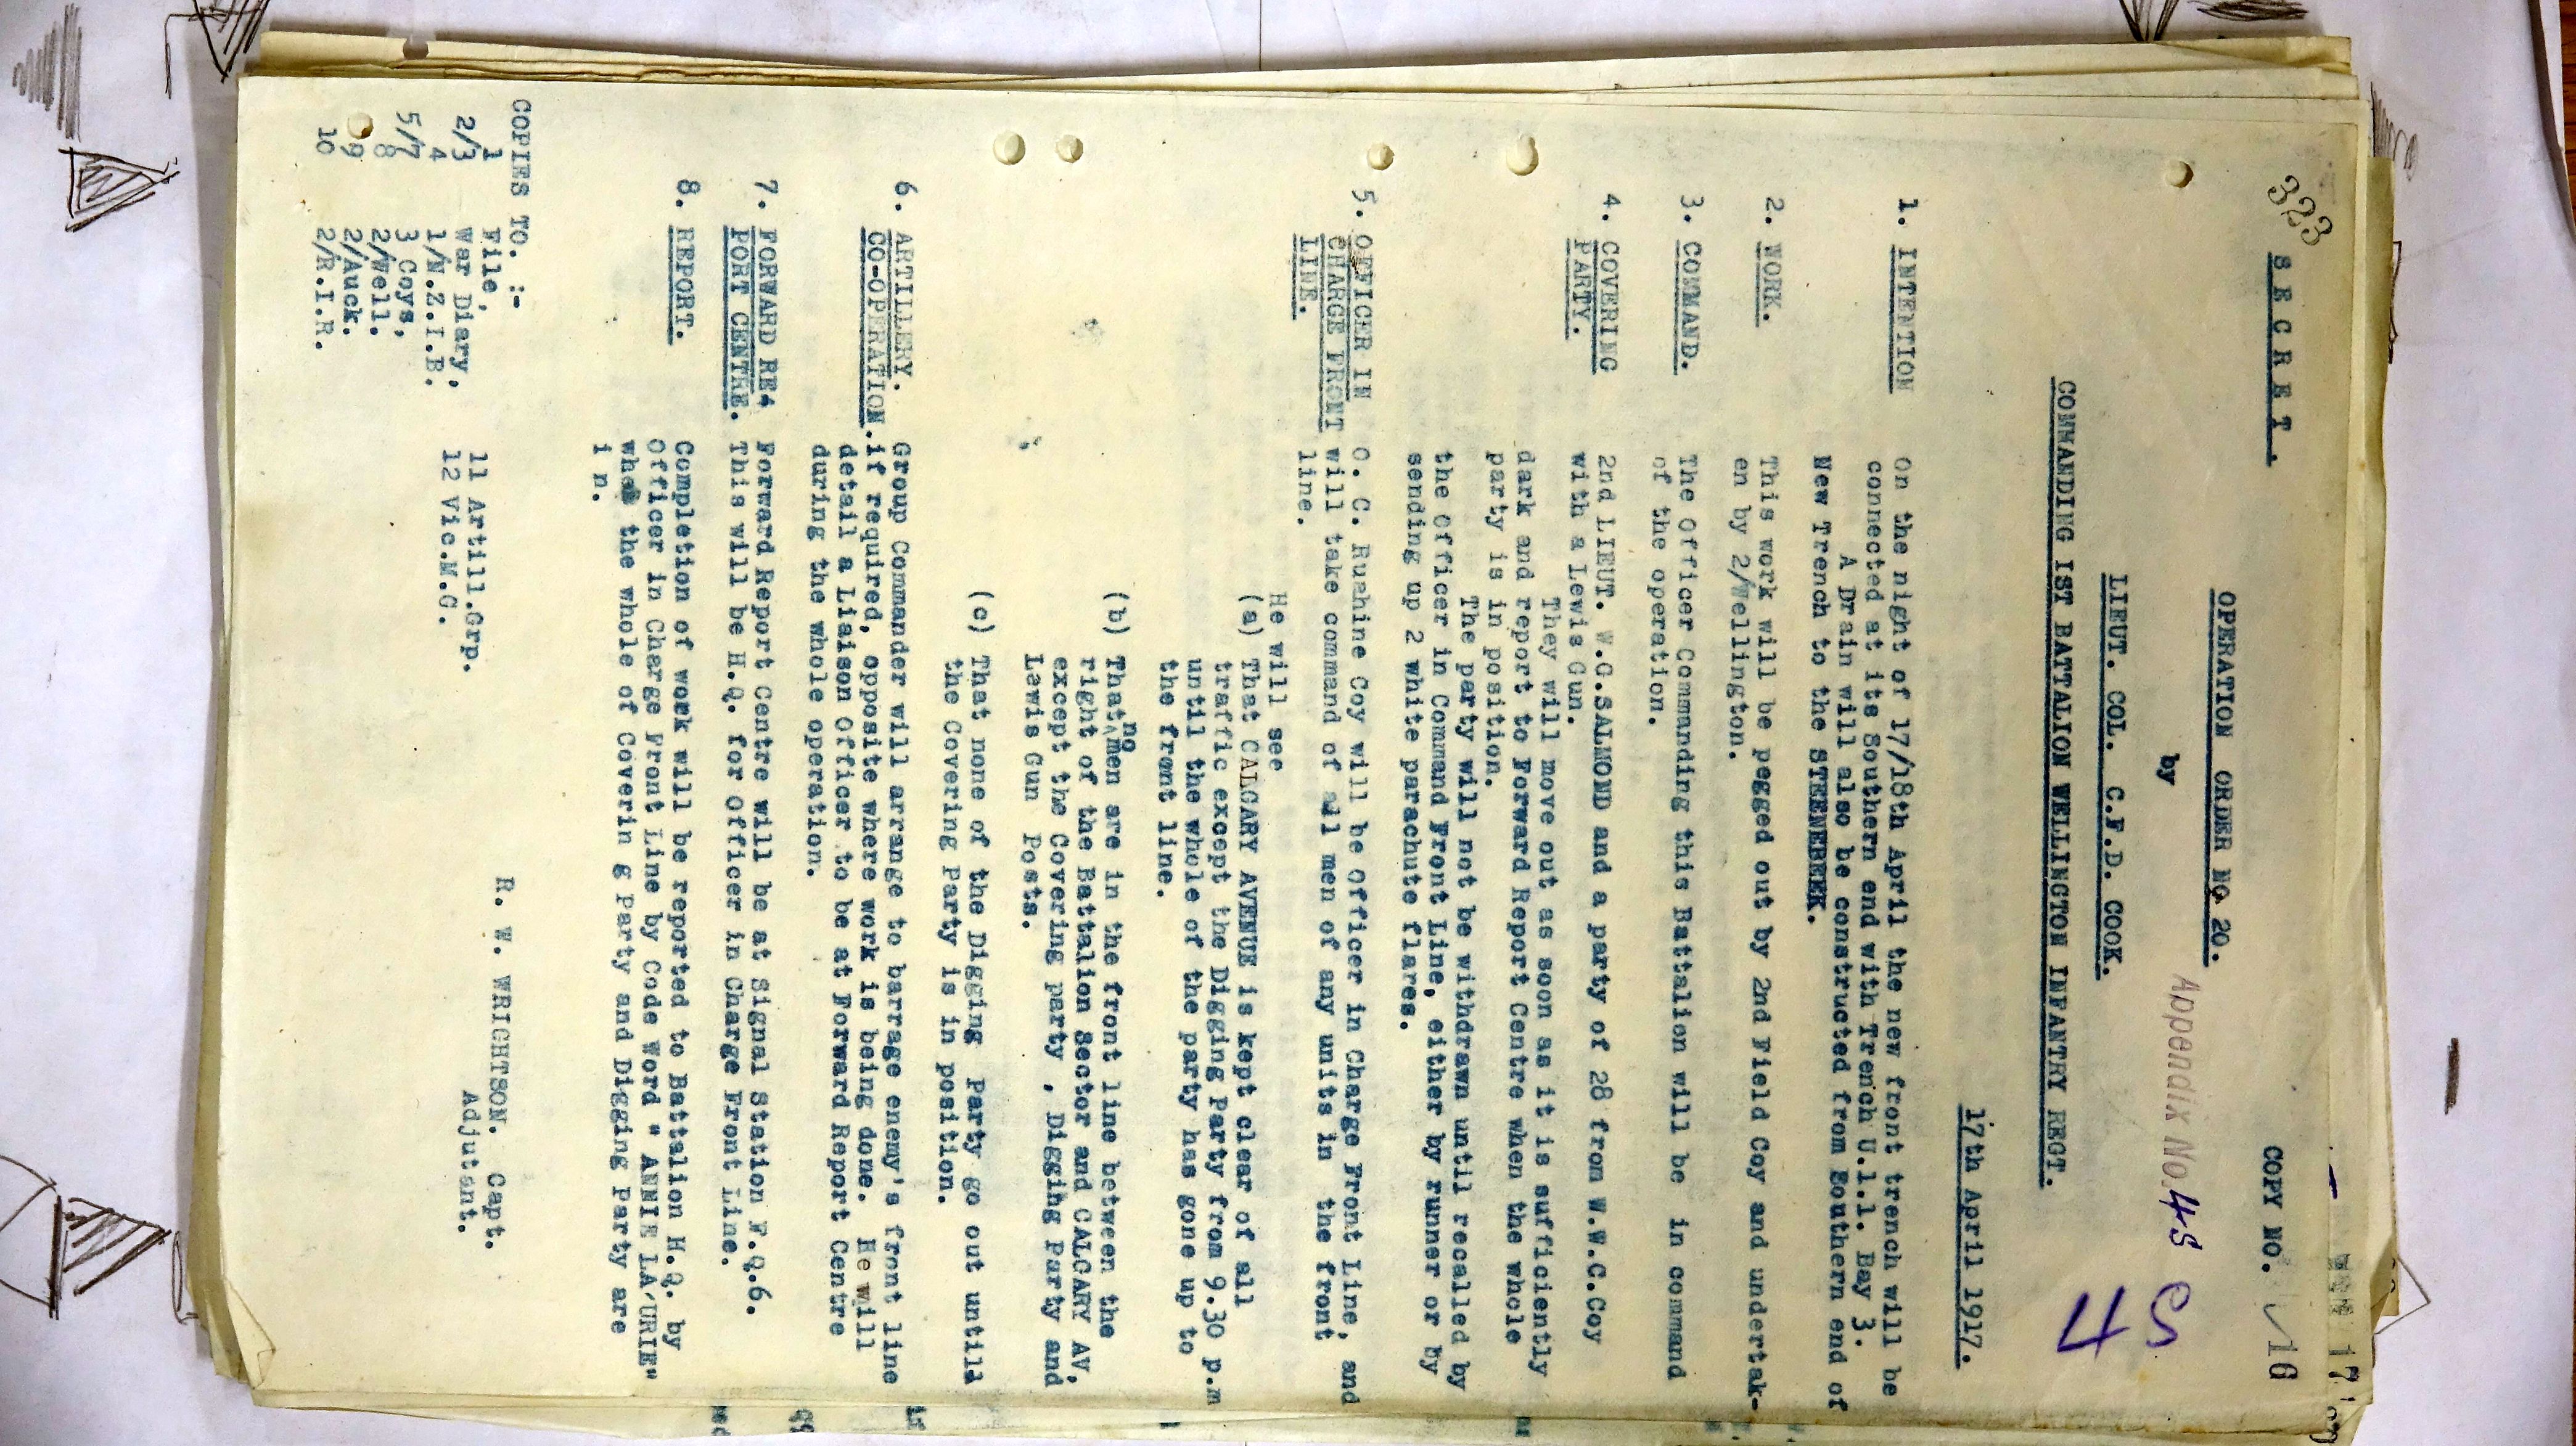 323
SECRET.
COPY NO. 16
OPERATION ORDER NO 20.
by
Appendix No. 4S
LIEUT. COL. C.F.D. COOK.
4S
COMMANDING IST BATTALION WELLINGTON INFANTRY REGT.
17th April 1917.
1. INTENTION On the night of 17/18th April the new front trench will be
connected at its Southern end with Trench U.1.1. Bay 3.
A Drain will also be constructed from Southern end of
New Trench to the STEENEBEEK.
2. WORK. This work will be pegged out by 2nd Field Coy and undertak-
en by 2/Wellington.
3. COMMAND. The Officer Commanding this Battalion will be in command
of the operation.
4. COVERING 2nd LIEUT. W.G.SALMOND and a party of 28 from W.W.C.Coy
PARTY. with a Lewis Gun.
They will move out as soon as it is sufficiently
dark and report to Forward Report Centre when the whole
party is in position.
The party will not be withdrawn until recalled by
the Officer in Command Front Line, either by runner or by
sending up 2 white parachute flares.
5. OFFICER IN O. C. Ruahine Coy will be Officer in Charge Front Line, and
CHARGE FRONT will take command of all men of any units in the front
LINE. line.
He will see
(a) That CALGARY AVENUE is kept clear of all
traffic except the Digging Party from 9.30 p.m
until the whole of the party has gone up to
the front line.
(b) That no men are in the front line between the
right of the Battalion Sector and CALGARY AV,
except the Covering party , Digging Party and
Lewis Gun Posts.
(c) That none of the Digging Party go out until
the Covering Party is in position.
6. ARTILLERY. Group Commander will arrange to barrage enemy's front line
CO-OPERATION. if required, opposite where work is being done. He will
detail a Liaison Officer to be at Forward Report Centre
during the whole operation.
7. FORWARD RE- Forward Report Centre will be at Signal Station F.Q.6.
PORT CENTRE. This will be H.Q. for Officer in Charge Front Line.
8. REPORT. Completion of work will be reported to Battalion H.Q. by
Officer in Charge Front Line by Code Word " ANNIE LA'URIE"
when the whole of Coverin g Party and Digging Party are
i n.
COPIES TO. :-
1 File,
2/3 War Diary,
4 1/N.Z.I.B.
5/7 3 Coys,
8 2/Well.
9 2/Auck.
10 2/R.I.R.
11 Artill.Grp.
12 Vic.M.G.
R. W. WRIGHTSON. Capt.
Adjutant.